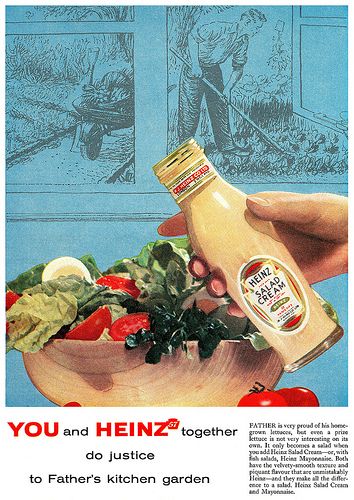 HEINZ
SALAD
CREAM
YOU and HEINZ 57 together
do justice
to Father's kitchen garden
FATHER is very proud of his home-
grown lettuces, but even a prize
lettuce is not very interesting on its
own. It only becomes a salad when
you add Heinz Salad Cream—or, with
fish salads, Heinz Mayonnaise. Both
have the velvety-smooth texture and
piquant flavour that are unmistakably
Heinz—and they make all the differ-
ence to a salad. Heinz Salad Cream
and Mayonnaise.